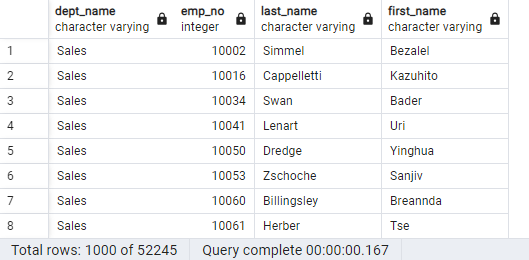 dept_name emp_no last_name first_name
character varying integer character varying character varying
1 Sales 10002 Simmel Bezalel
2 Sales 10016 Cappelletti Kazuhito
3 Sales 10034 Swan Bader
4 Sales 10041 Lenart Uri
5 Sales 10050 Dredge Yinghua
6 Sales 10053 Zschoche Sanjiv
7 Sales 10060 Billingsley Breannda
8 Sales 10061 Herber Tse
Total rows: 1000 of 52245 Query complete 00:00:00.167